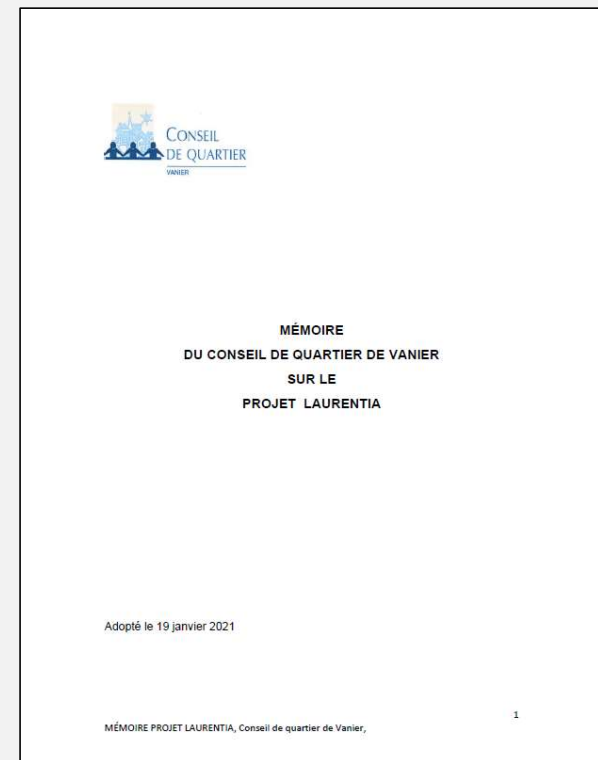 CONSEIL
DE QUARTIER
VANIER
MÉMOIRE
DU CONSEIL DE QUARTIER DE VANIER
SUR LE
PROJET LAURENTIA
Adopté le 19 janvier 2021
1
MÉMOIRE PROJET LAURENTIA, Conseil de quartier de Vanier,